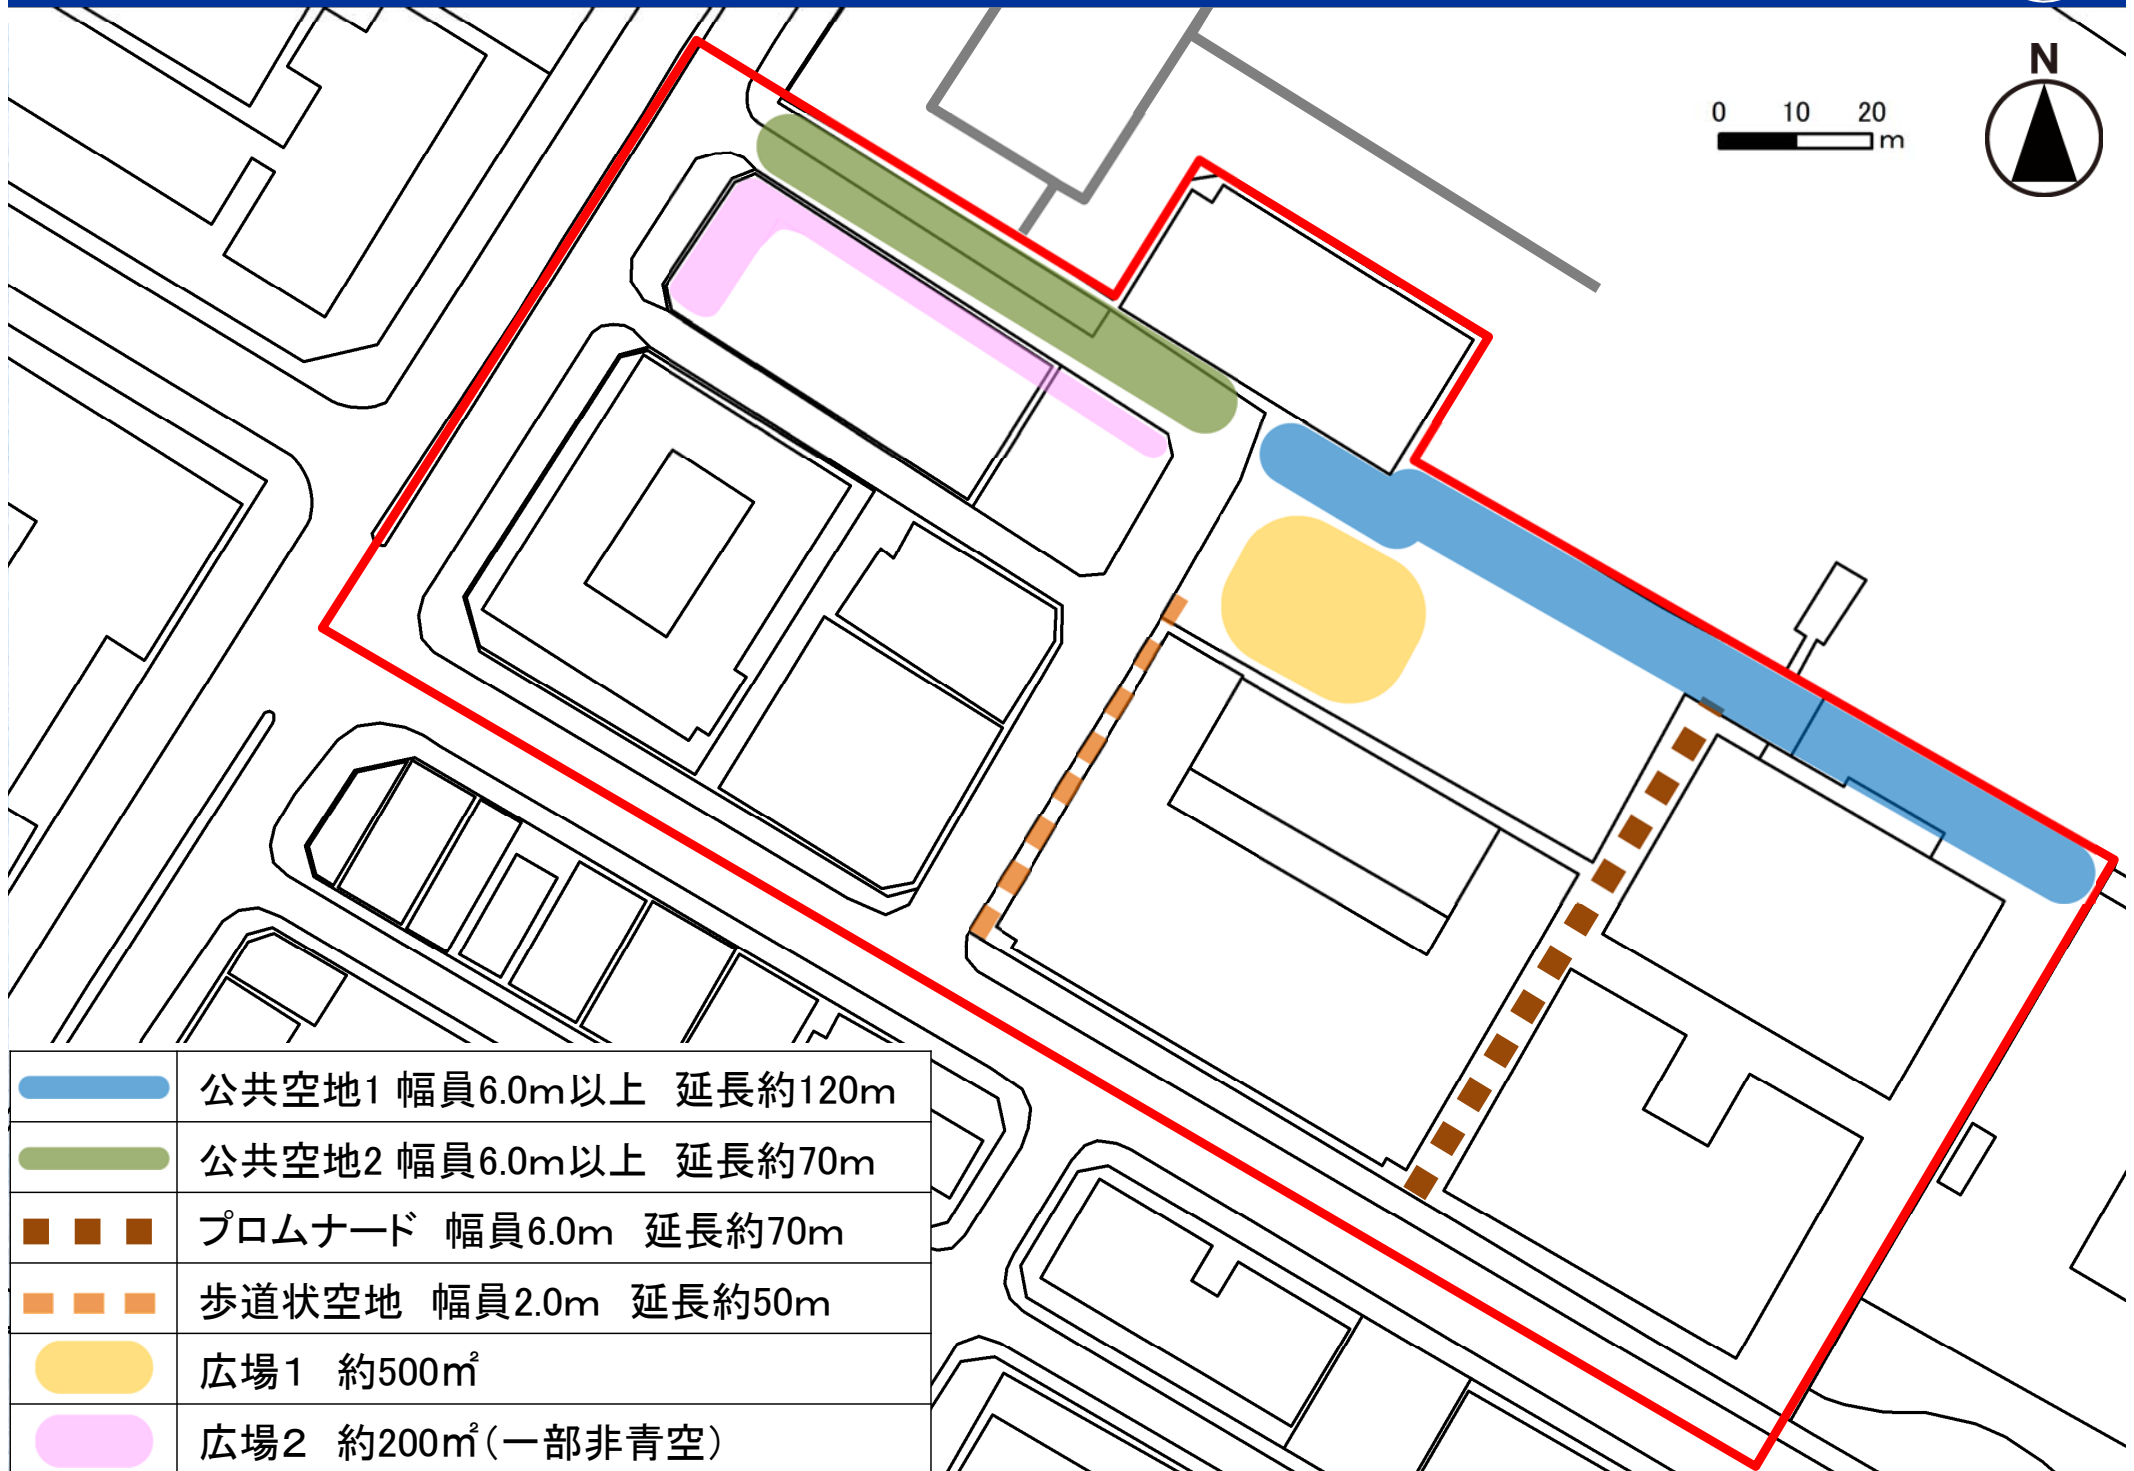 N
0 10 20
m
公共空地1 幅員6.0m以上 延長約120m
公共空地2 幅員6.0m以上 延長約70m
プロムナード 幅員6.0m 延長約70m
歩道状空地 幅員2.0m 延長約50m
広場１ 約500㎡
広場２ 約200㎡(一部非青空)